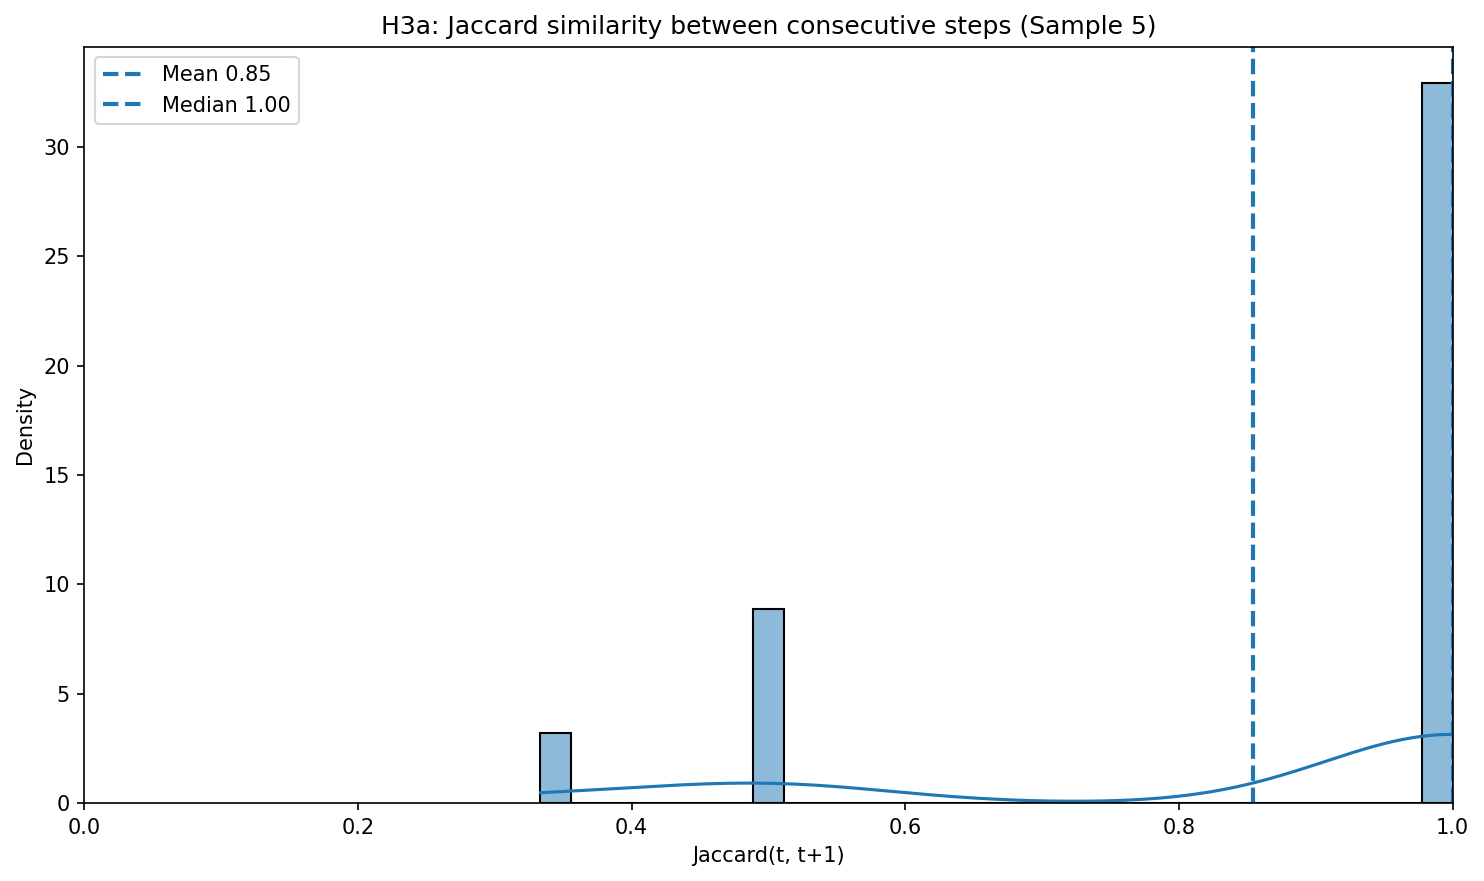 H3a: Jaccard similarity between consecutive steps (Sample 5)
Mean 0.85
Median 1.00
30
25
20
15
10
5
0
Density
0.0 0.2 0.4 0.6 0.8 1.0
Jaccard(t, t+1)